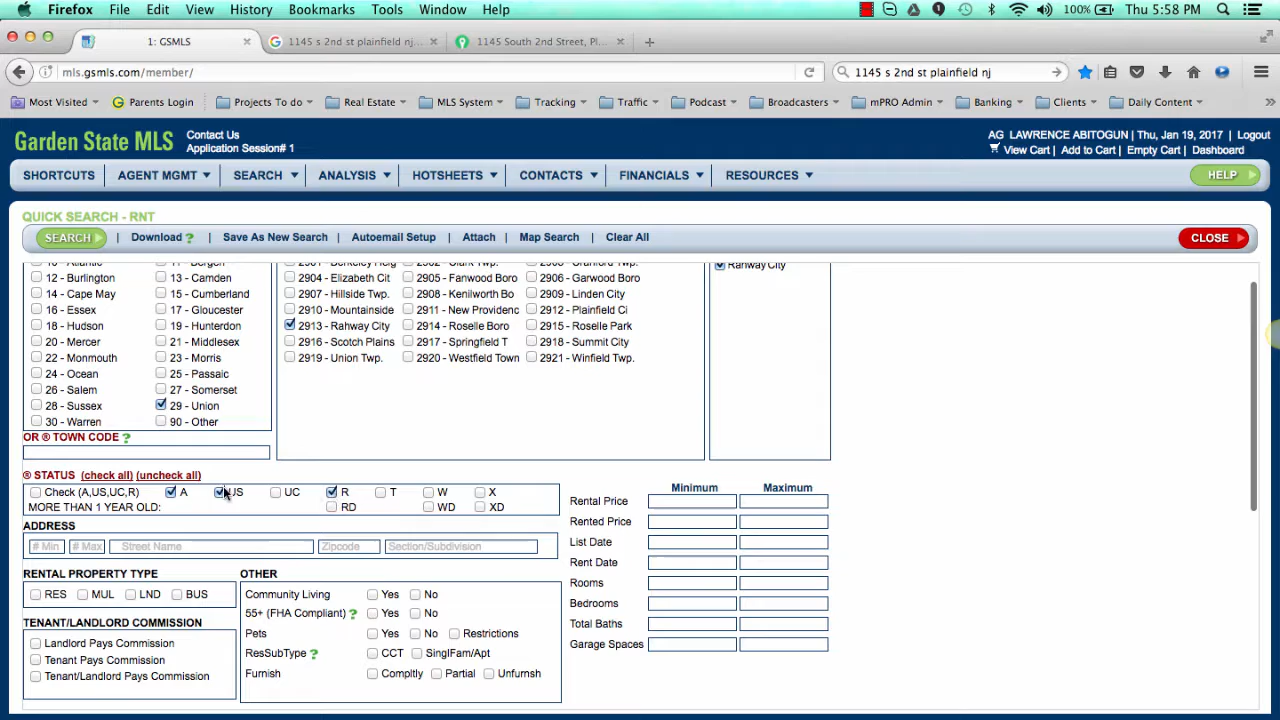 Firefox File Edit View History Bookmarks Tools Window Help 100% Thu 5:58 PM
1: GSMLS 1145 s 2nd st plainfield nj... 1145 South 2nd Street, Pl...
mls.gsmls.com/member/ 1145 s 2nd st plainfield nj
Most Visited Parents Login Projects To do Real Estate MLS System Tracking Traffic Podcast Broadcasters mPRO Admin Banking Clients Daily Content
Garden State MLS
Contact Us
Application Session# 1
AG LAWRENCE ABITOGUN | Thu, Jan 19, 2017 | Logout
View Cart | Add to Cart | Empty Cart | Dashboard
SHORTCUTS AGENT MGMT SEARCH ANALYSIS HOTSHEETS CONTACTS FINANCIALS RESOURCES HELP
QUICK SEARCH - RNT
SEARCH | Download ? | Save As New Search | Autoemail Setup | Attach | Map Search | Clear All CLOSE
Rahway City
12 - Burlington 13 - Camden 2904 - Elizabeth Cit 2905 - Fanwood Boro 2906 - Garwood Boro
14 - Cape May 15 - Cumberland 2907 - Hillside Twp. 2908 - Kenilworth Bo 2909 - Linden City
16 - Essex 17 - Gloucester 2910 - Mountainside 2911 - New Providenc 2912 - Plainfield Ci
18 - Hudson 19 - Hunterdon 2913 - Rahway City 2914 - Roselle Boro 2915 - Roselle Park
20 - Mercer 21 - Middlesex 2916 - Scotch Plains 2917 - Springfield T 2918 - Summit City
22 - Monmouth 23 - Morris 2919 - Union Twp. 2920 - Westfield Town 2921 - Winfield Twp.
24 - Ocean 25 - Passaic
26 - Salem 27 - Somerset
28 - Sussex 29 - Union
30 - Warren 90 - Other
OR ® TOWN CODE ?
® STATUS (check all) (uncheck all)
Check (A,US,UC,R) A US UC R T W X
MORE THAN 1 YEAR OLD: RD WD XD
ADDRESS
# Min # Max Street Name Zipcode Section/Subdivision
RENTAL PROPERTY TYPE
RES MUL LND BUS
TENANT/LANDLORD COMMISSION
Landlord Pays Commission
Tenant Pays Commission
Tenant/Landlord Pays Commission
OTHER
Community Living Yes No
55+ (FHA Compliant) ? Yes No
Pets Yes No Restrictions
ResSubType ? CCT SinglFam/Apt
Furnish Compltly Partial Unfurnsh
Minimum Maximum
Rental Price
Rented Price
List Date
Rent Date
Rooms
Bedrooms
Total Baths
Garage Spaces